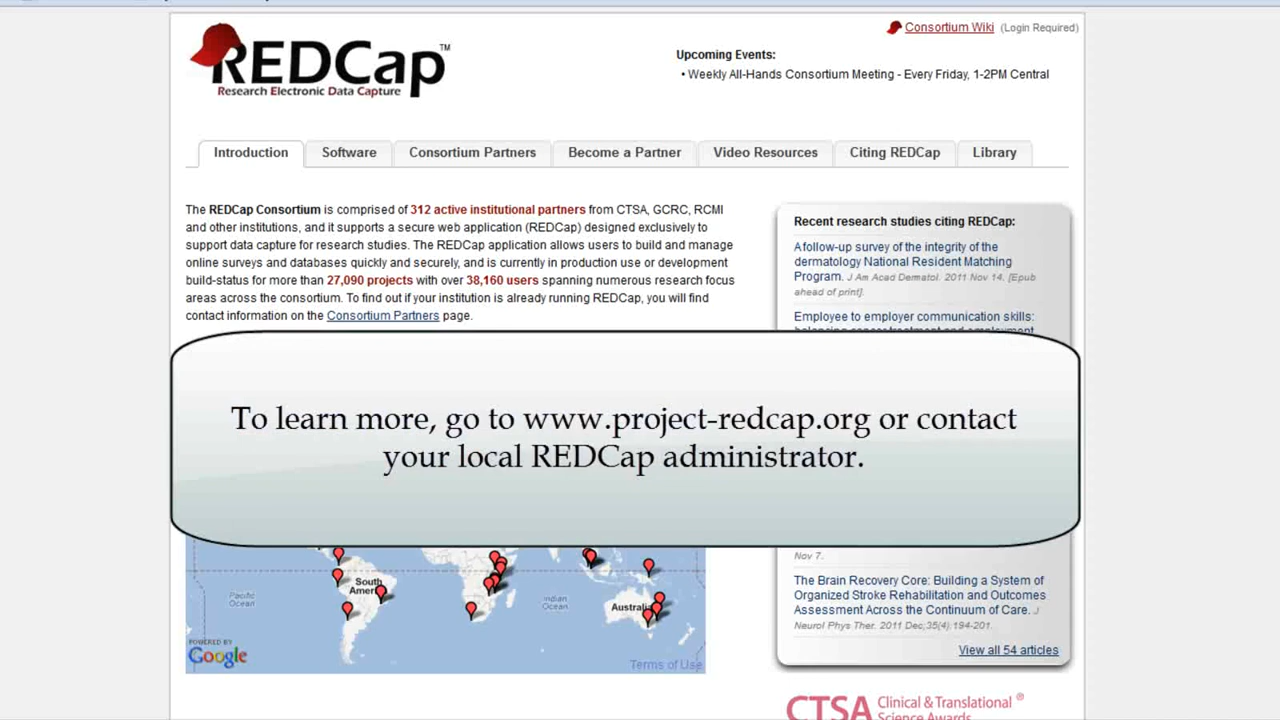 REDCap™
Research Electronic Data Capture
Consortium Wiki (Login Required)
Upcoming Events:
• Weekly All-Hands Consortium Meeting - Every Friday, 1-2PM Central
Introduction
Software
Consortium Partners
Become a Partner
Video Resources
Citing REDCap
Library
The REDCap Consortium is comprised of 312 active institutional partners from CTSA, GCRC, RCMI
and other institutions, and it supports a secure web application (REDCap) designed exclusively to
support data capture for research studies. The REDCap application allows users to build and manage
online surveys and databases quickly and securely, and is currently in production use or development
build-status for more than 27,090 projects with over 38,160 users spanning numerous research focus
areas across the consortium. To find out if your institution is already running REDCap, you will find
contact information on the Consortium Partners page.
Recent research studies citing REDCap:
A follow-up survey of the integrity of the
dermatology National Resident Matching
Program. J Am Acad Dermatol. 2011 Nov 14. [Epub
ahead of print].
Employee to employer communication skills:
balancing cancer treatment and employment.
To learn more, go to www.project-redcap.org or contact
your local REDCap administrator.
Nov 7.
The Brain Recovery Core: Building a System of
Organized Stroke Rehabilitation and Outcomes
Assessment Across the Continuum of Care. J
Neurol Phys Ther. 2011 Dec;35(4):194-201.
View all 54 articles
Pacific
Ocean
South
America
Indian
Ocean
Australia
POWERED BY
Google
Terms of Use
CTSA Clinical & Translational®
Science Awards